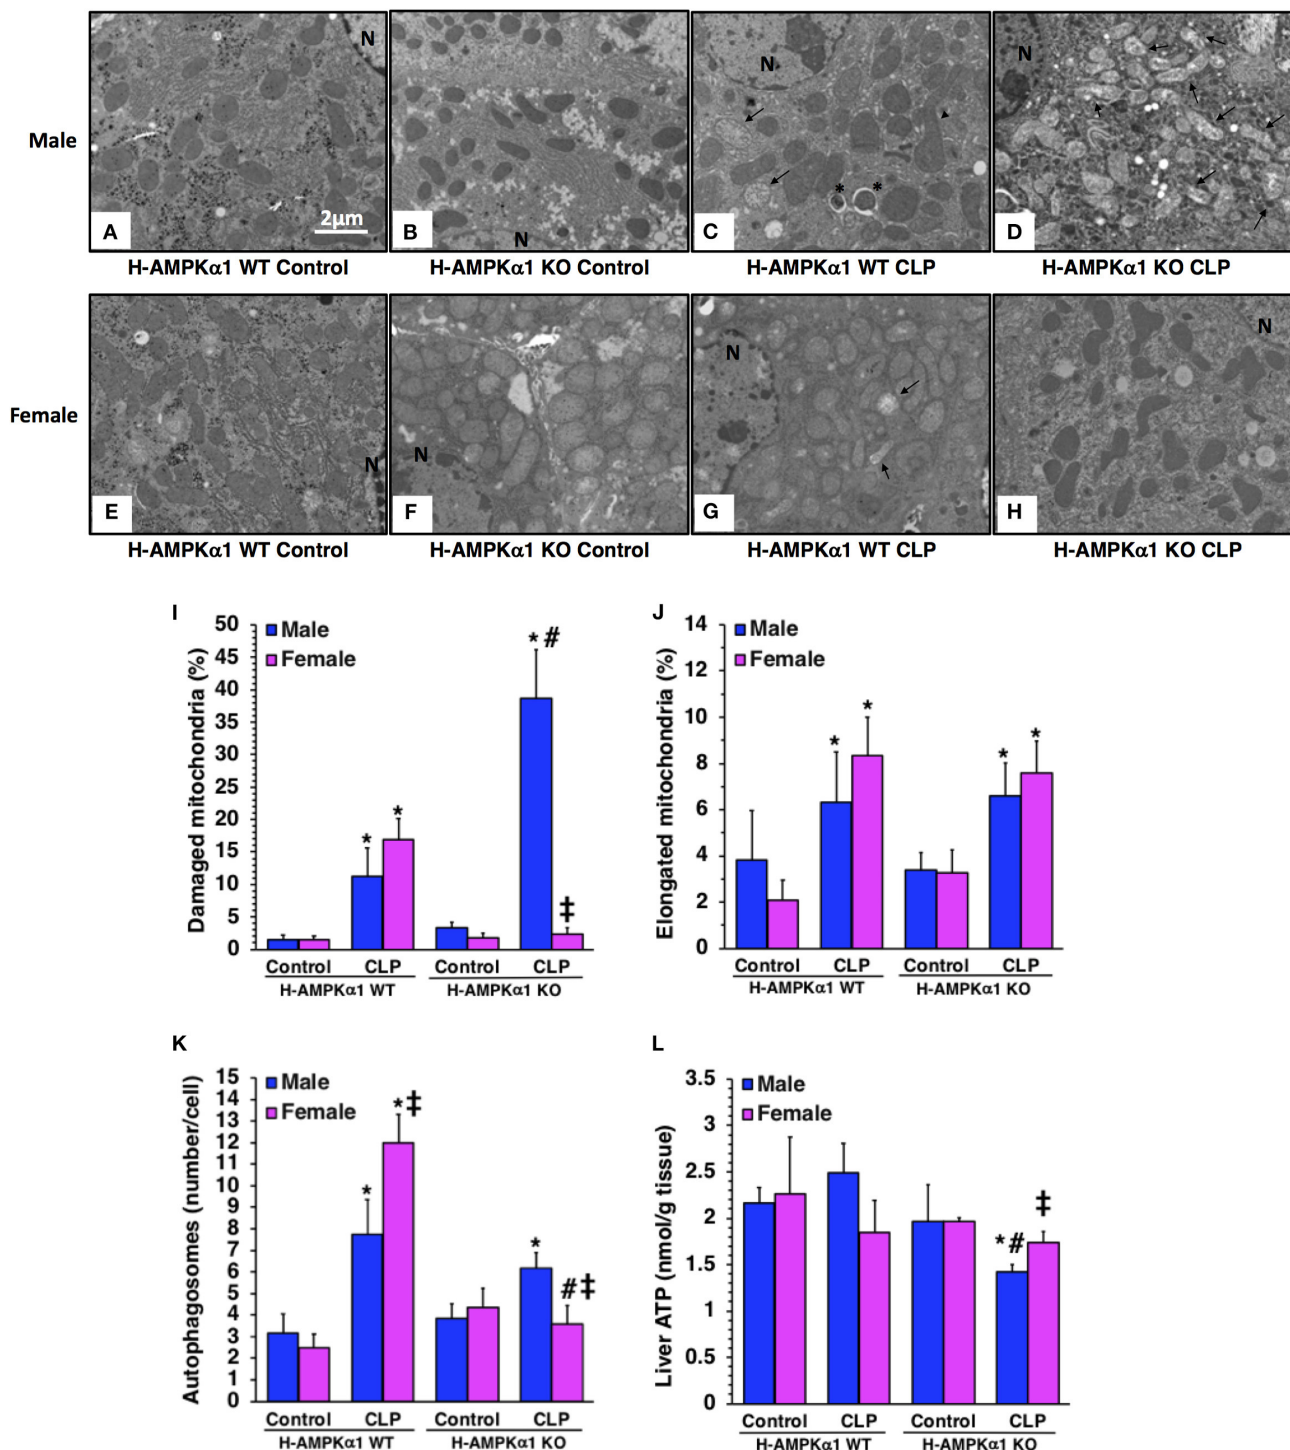 Male
N
A
2μm
B
N
N
C
* *
N
D
H-AMPKα1 WT Control
H-AMPKα1 KO Control
H-AMPKα1 WT CLP
H-AMPKα1 KO CLP
Female
N
E
N
F
N
G
N
H
H-AMPKα1 WT Control
H-AMPKα1 KO Control
H-AMPKα1 WT CLP
H-AMPKα1 KO CLP
I
Damaged mitochondria (%)
50
45
40
35
30
25
20
15
10
5
0
Male
Female
*
*
* #
‡
Control
CLP
Control
CLP
H-AMPKα1 WT
H-AMPKα1 KO
J
Elongated mitochondria (%)
14
12
10
8
6
4
2
0
Male
Female
*
*
*
*
Control
CLP
Control
CLP
H-AMPKα1 WT
H-AMPKα1 KO
K
Autophagosomes (number/cell)
15
14
13
12
11
10
9
8
7
6
5
4
3
2
1
0
Male
Female
*
*‡
*
#‡
Control
CLP
Control
CLP
H-AMPKα1 WT
H-AMPKα1 KO
L
Liver ATP (nmol/g tissue)
3.5
3
2.5
2
1.5
1
0.5
0
Male
Female
*#
‡
Control
CLP
Control
CLP
H-AMPKα1 WT
H-AMPKα1 KO